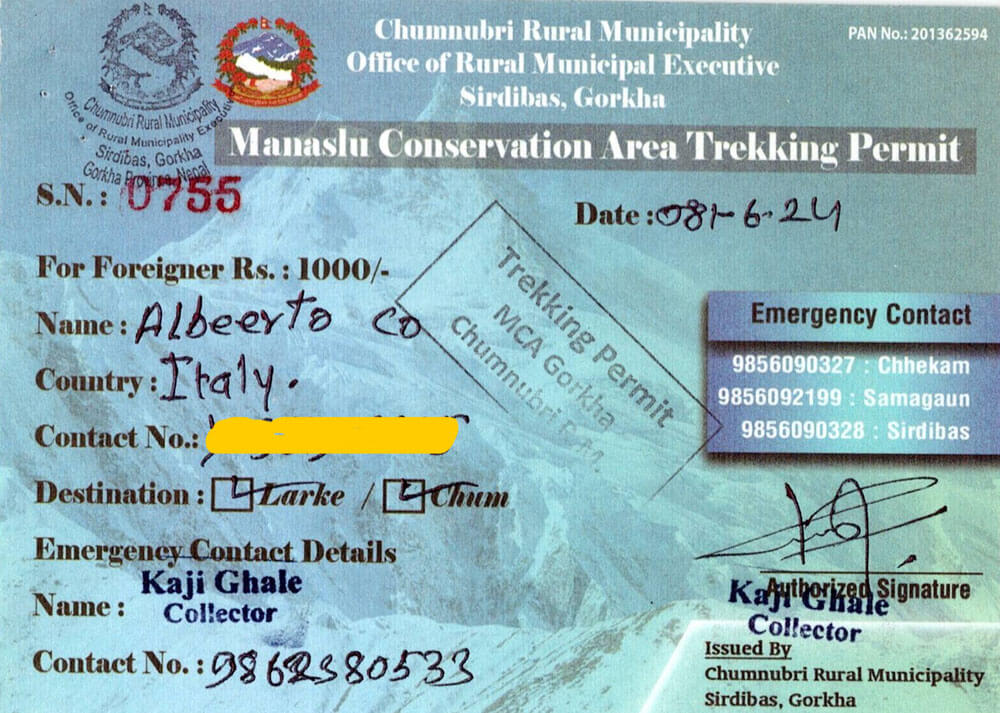 Chumnubri Rural Municipality
Office of Rural Municipal Executive
Sirdibas, Gorkha
PAN No.: 201362594
Chumnubri Rural Municipality
Office of Rural Municipality Executive
Sirdibas, Gorkha
Gorkha Province, Nepal
Manaslu Conservation Area Trekking Permit
S.N. : 0755
Date : 081-6-24
For Foreigner Rs. : 1000/-
Name : Albeerto Co
Country : Italy.
Contact No.:
Destination : Larke / Chum
Trekking Permit
MCA Gorkha
Chumnubri
Emergency Contact
9856090327 : Chhekam
9856092199 : Samagaun
9856090328 : Sirdibas
Emergency Contact Details
Name : Kaji Ghale
Collector
Contact No. : 9862380533
Authorized Signature
Kaji Ghale
Collector
Issued By
Chumnubri Rural Municipality
Sirdibas, Gorkha